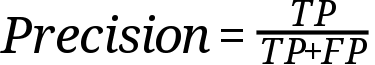 Precision = TP / TP+FP